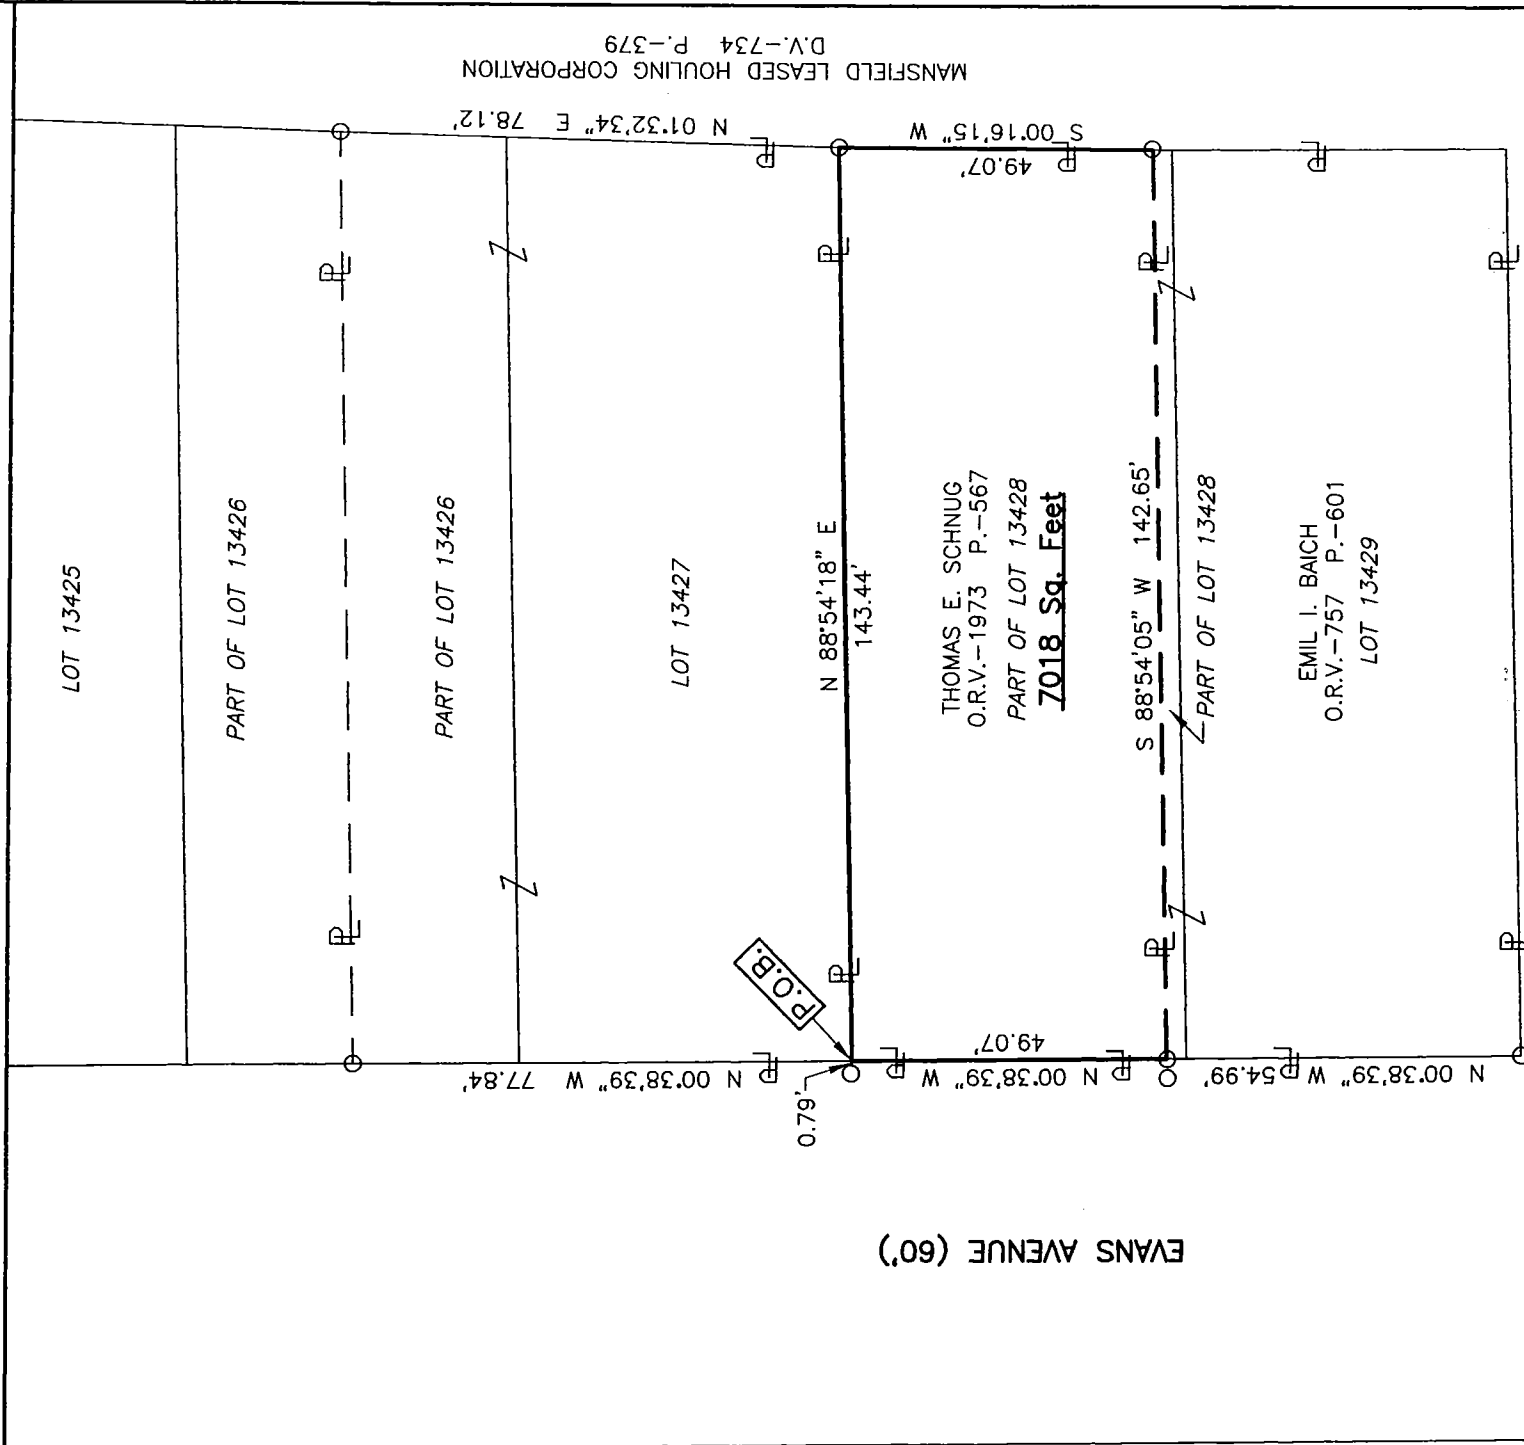 MANSFIELD LEASED HOULING CORPORATION
D.V.-734 P.-379
N 01°32'34" E 78.12'
S 00°16'15" W
49.07'
LOT 13425
PART OF LOT 13426
PART OF LOT 13426
LOT 13427
N 88°54'18" E
143.44'
THOMAS E. SCHNUG
O.R.V.-1973 P.-567
PART OF LOT 13428
7018 Sq. Feet
S 88°54'05" W 142.65'
PART OF LOT 13428
EMIL I. BAICH
O.R.V.-757 P.-601
LOT 13429
P.O.B.
0.79'
N 00°38'39" W 77.84'
49.07'
N 00°38'39" W
N 00°38'39" W 54.99'
EVANS AVENUE (60')